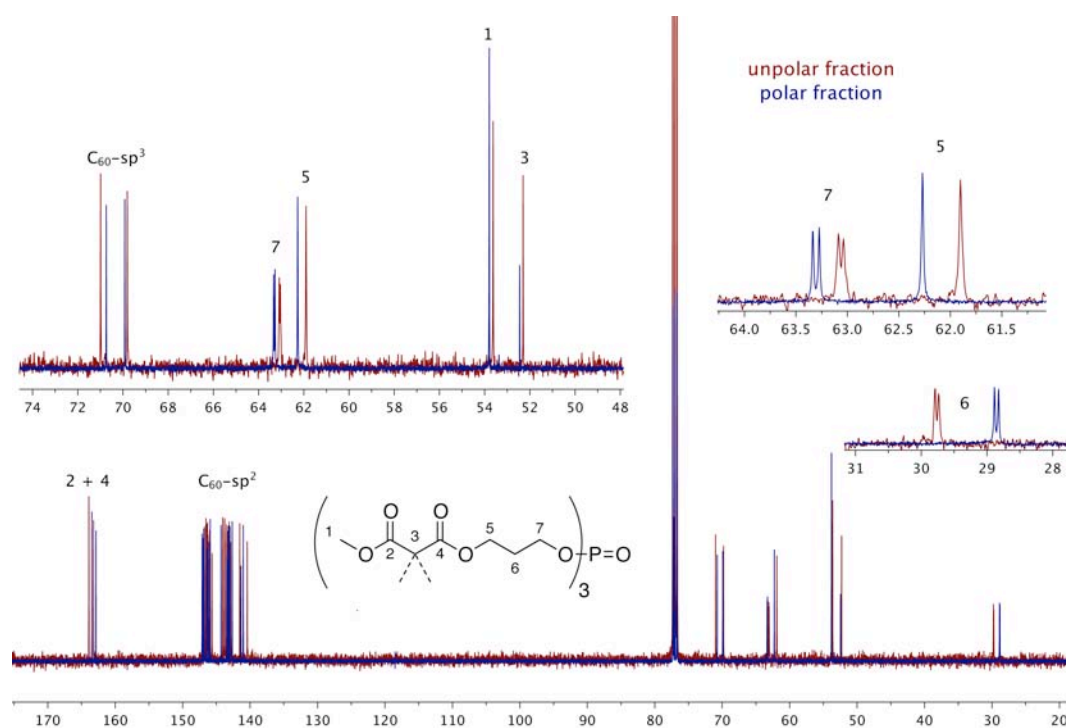 1
unpolar fraction
polar fraction
C60-sp3
3
5
7
5
7
74 72 70 68 66 64 62 60 58 56 54 52 50 48
64.0 63.5 63.0 62.5 62.0 61.5
6
31 30 29 28
2 + 4
C60-sp2
O O
1 3 5 7
O 2 4 O 6 O-P=O
3
170 160 150 140 130 120 110 100 90 80 70 60 50 40 30 20